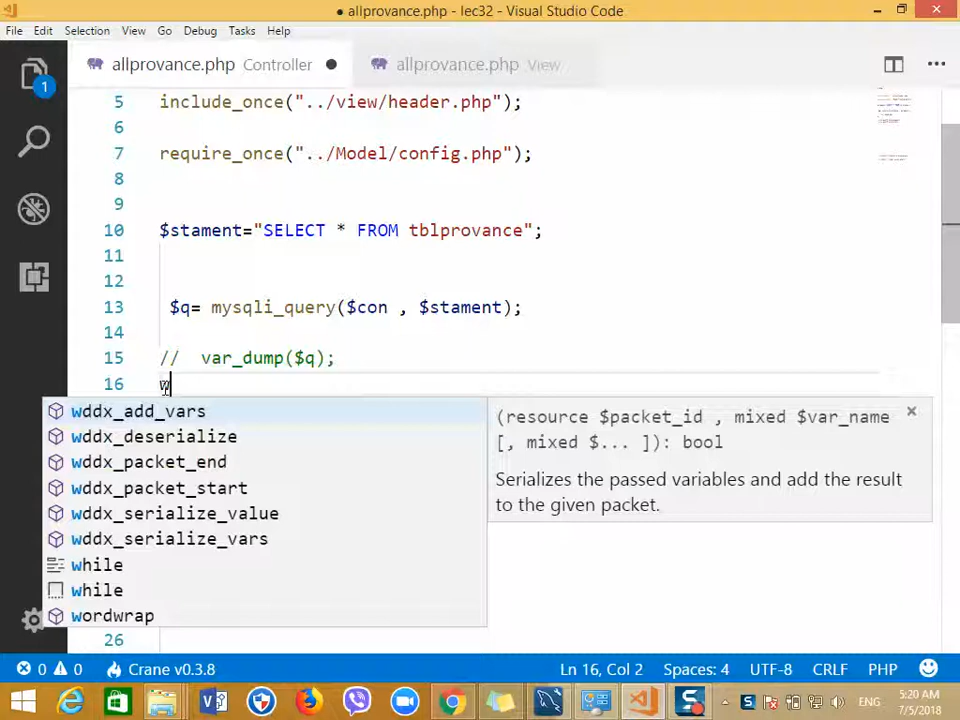 allprovance.php - lec32 - Visual Studio Code
File Edit Selection View Go Debug Tasks Help
allprovance.php Controller
allprovance.php View
5 include_once("../view/header.php");
6
7 require_once("../Model/config.php");
8
9
10 $stament="SELECT * FROM tblprovance";
11
12
13 $q= mysqli_query($con , $stament);
14
15 // var_dump($q);
16 w
wddx_add_vars
wddx_deserialize
wddx_packet_end
wddx_packet_start
wddx_serialize_value
wddx_serialize_vars
while
while
wordwrap
(resource $packet_id , mixed $var_name
[, mixed $... ]): bool
Serializes the passed variables and add the result
to the given packet.
26
1
0 0 Crane v0.3.8 Ln 16, Col 2 Spaces: 4 UTF-8 CRLF PHP
ENG
5:20 AM
7/5/2018